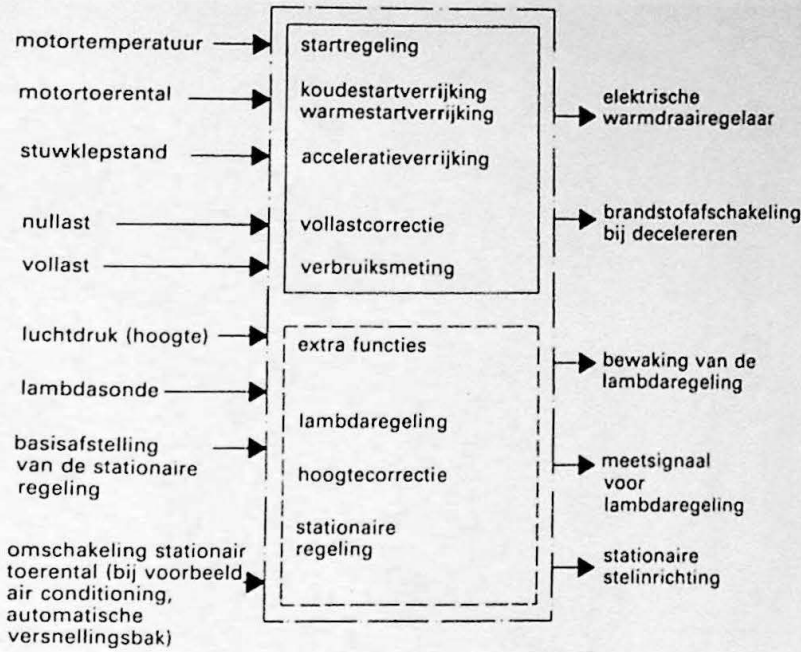 motortemperatuur
motortoerental
stuwklepstand
nullast
vollast
luchtdruk (hoogte)
lambdasonde
basisafstelling
van de stationaire
regeling
omschakeling stationair
toerental (bij voorbeeld
air conditioning,
automatische
versnellingsbak)
startregeling
koudestartverrijking
warmestartverrijking
acceleratieverrijking
vollastcorrectie
verbruiksmeting
extra functies
lambdaregeling
hoogtecorrectie
stationaire
regeling
elektrische
warmdraairegelaar
brandstofafschakeling
bij decelereren
bewaking van de
lambdaregeling
meetsignaal
voor
lambdaregeling
stationaire
stelinrichting